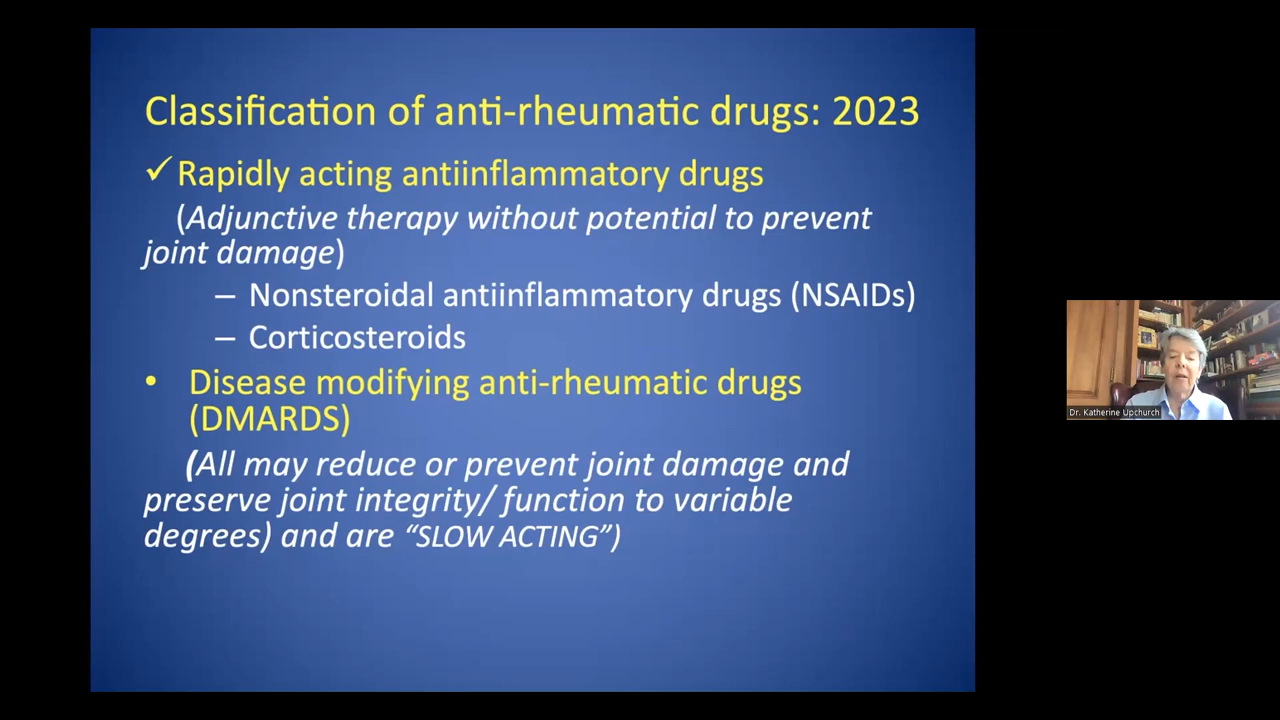 Classification of anti-rheumatic drugs: 2023
✓Rapidly acting antiinflammatory drugs
(Adjunctive therapy without potential to prevent
joint damage)
– Nonsteroidal antiinflammatory drugs (NSAIDs)
– Corticosteroids
• Disease modifying anti-rheumatic drugs
(DMARDS)
(All may reduce or prevent joint damage and
preserve joint integrity/ function to variable
degrees) and are “SLOW ACTING”)
Dr. Katherine Upchurch